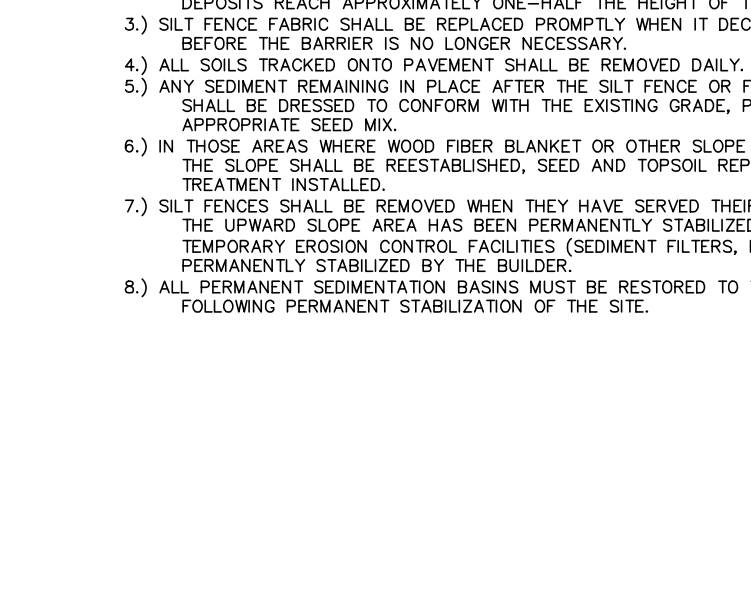 DEPOSITS REACH APPROXIMATELY ONE-HALF THE HEIGHT OF
3.) SILT FENCE FABRIC SHALL BE REPLACED PROMPTLY WHEN IT DEC
BEFORE THE BARRIER IS NO LONGER NECESSARY.
4.) ALL SOILS TRACKED ONTO PAVEMENT SHALL BE REMOVED DAILY.
5.) ANY SEDIMENT REMAINING IN PLACE AFTER THE SILT FENCE OR F
SHALL BE DRESSED TO CONFORM WITH THE EXISTING GRADE, P
APPROPRIATE SEED MIX.
6.) IN THOSE AREAS WHERE WOOD FIBER BLANKET OR OTHER SLOPE
THE SLOPE SHALL BE REESTABLISHED, SEED AND TOPSOIL REP
TREATMENT INSTALLED.
7.) SILT FENCES SHALL BE REMOVED WHEN THEY HAVE SERVED THEIR
THE UPWARD SLOPE AREA HAS BEEN PERMANENTLY STABILIZED
TEMPORARY EROSION CONTROL FACILITIES (SEDIMENT FILTERS,
PERMANENTLY STABILIZED BY THE BUILDER.
8.) ALL PERMANENT SEDIMENTATION BASINS MUST BE RESTORED TO
FOLLOWING PERMANENT STABILIZATION OF THE SITE.